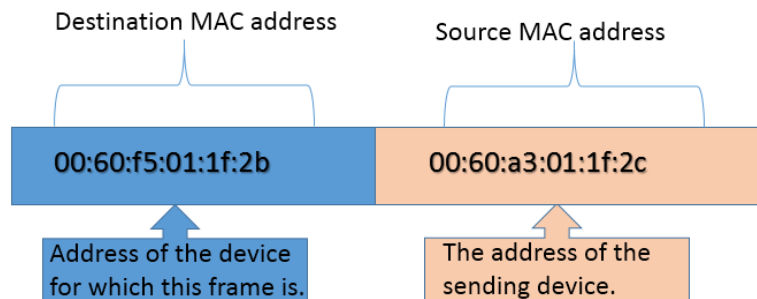 Destination MAC address
Source MAC address
00:60:f5:01:1f:2b
00:60:a3:01:1f:2c
Address of the device
for which this frame is.
The address of the
sending device.